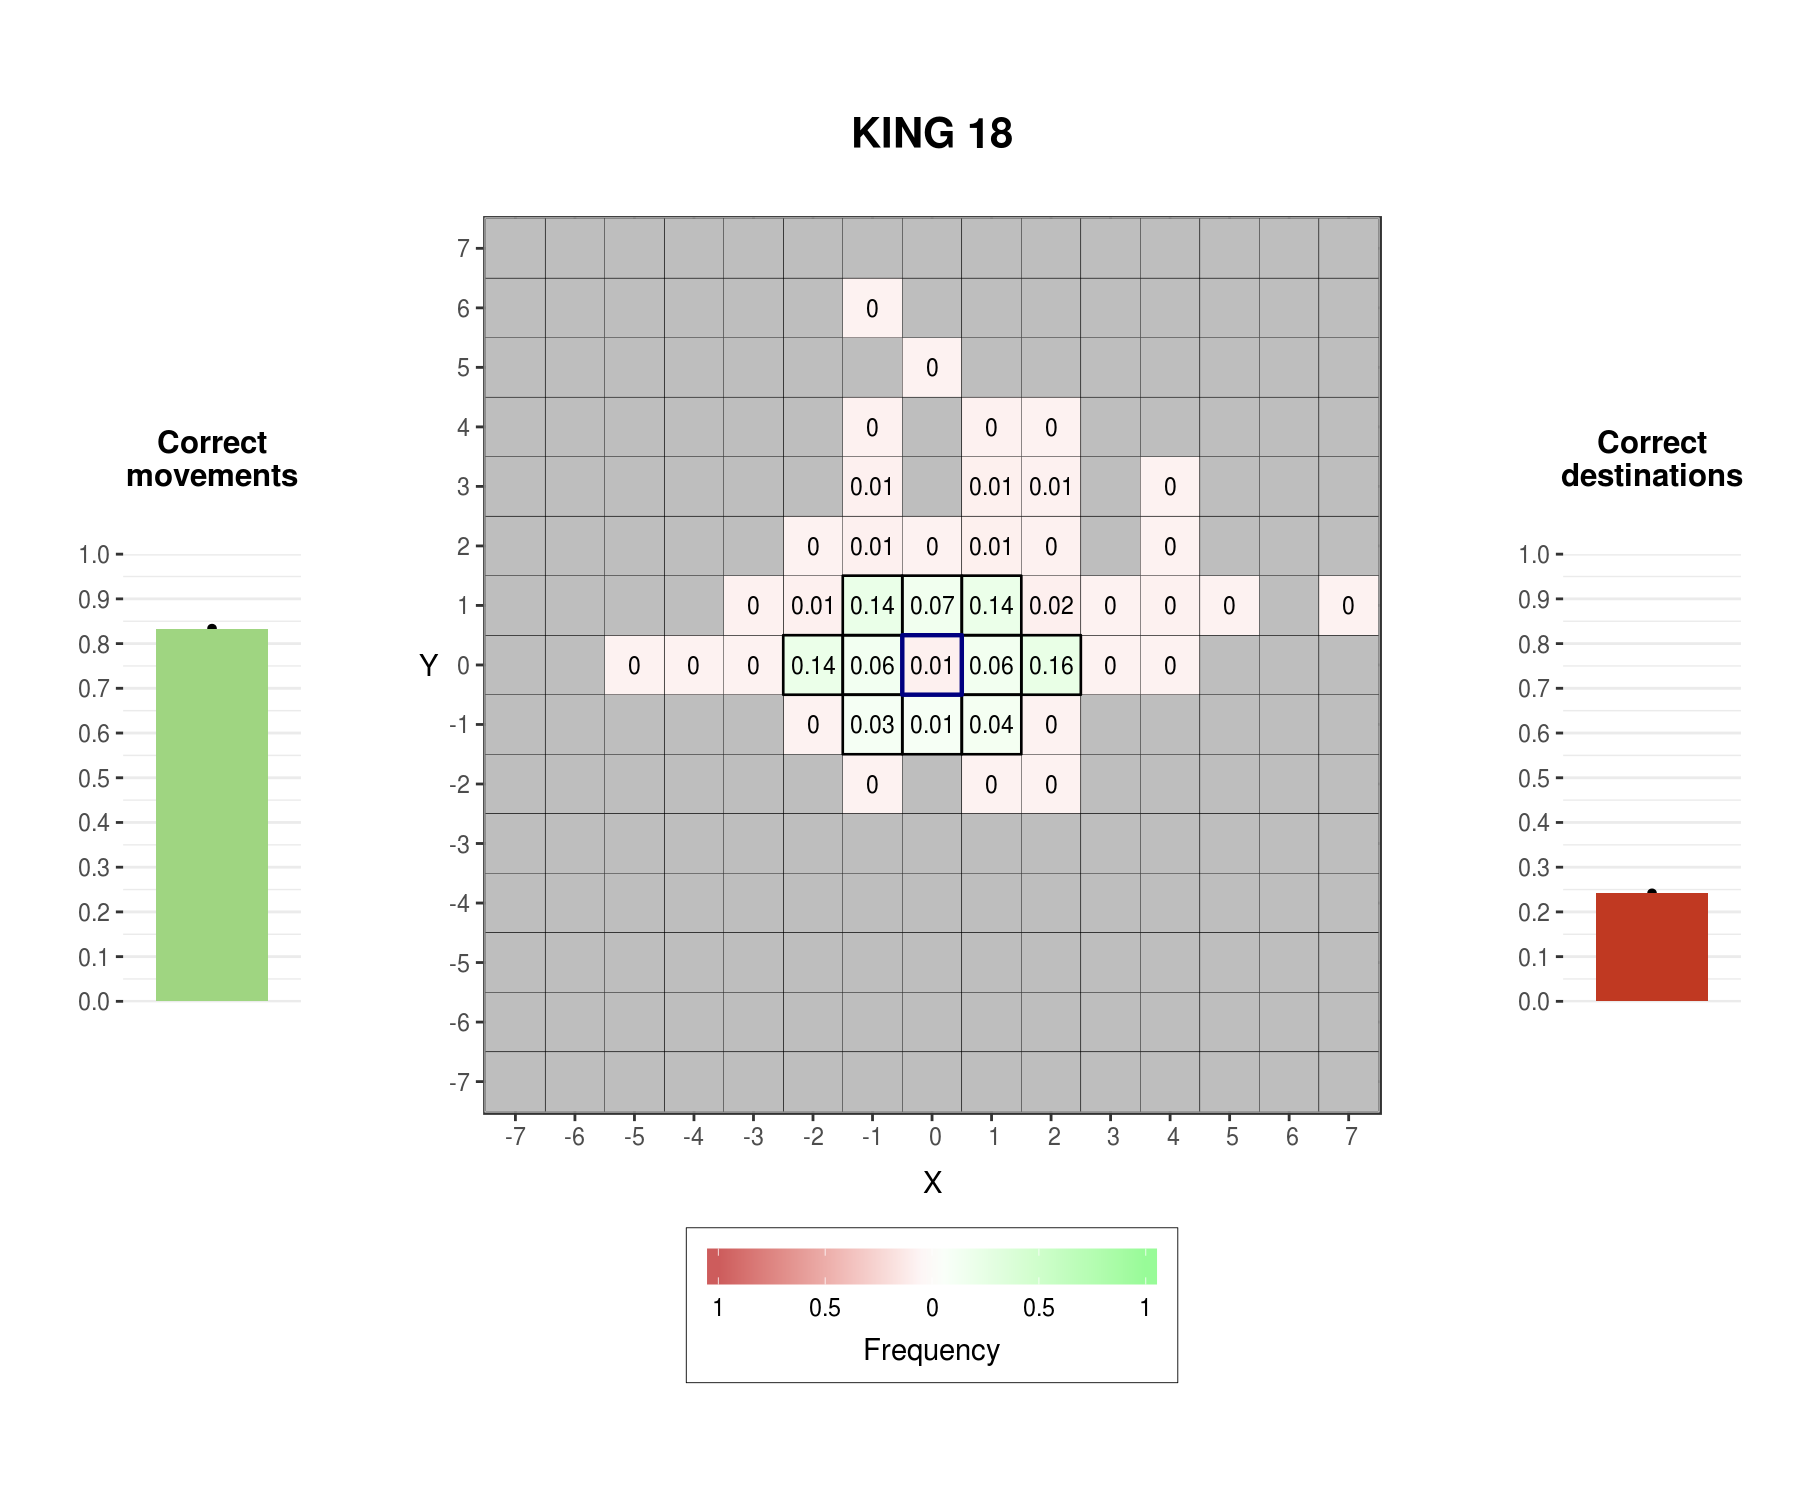 KING 18
Correct
movements
1.0
0.9
0.8
0.7
0.6
0.5
0.4
0.3
0.2
0.1
0.0
Y
7
6 0
5 0
4 0 0 0
3 0.01 0.01 0.01 0
2 0 0.01 0 0.01 0 0
1 0 0.01 0.14 0.07 0.14 0.02 0 0 0 0
0 0 0 0 0.14 0.06 0.01 0.06 0.16 0 0
-1 0 0.03 0.01 0.04 0
-2 0 0 0
-3
-4
-5
-6
-7
-7 -6 -5 -4 -3 -2 -1 0 1 2 3 4 5 6 7
X
1 0.5 0 0.5 1
Frequency
Correct
destinations
1.0
0.9
0.8
0.7
0.6
0.5
0.4
0.3
0.2
0.1
0.0